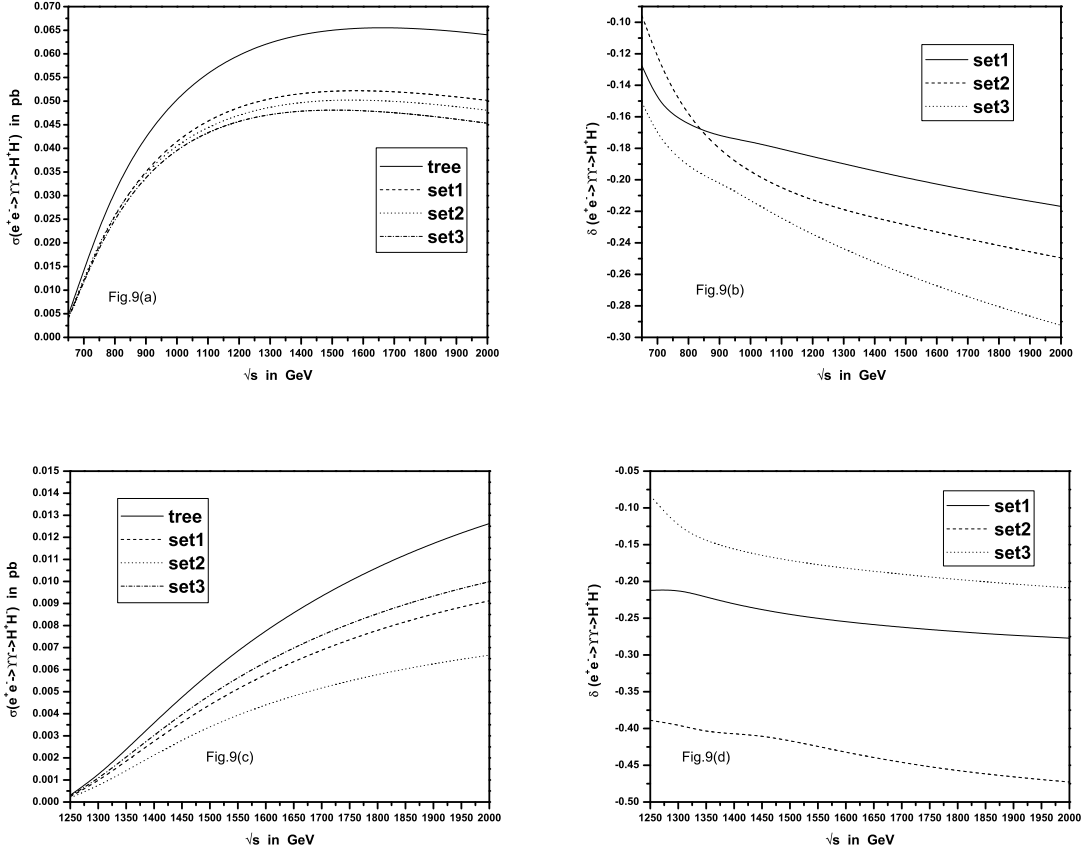 0.070
0.065
0.060
0.055
0.050
0.045
0.040
0.035
0.030
0.025
0.020
0.015
0.010
0.005
0.000
σ(e⁺e⁻->γγ->H⁺H⁻) in pb
tree
set1
set2
set3
Fig.9(a)
700 800 900 1000 1100 1200 1300 1400 1500 1600 1700 1800 1900 2000
√s in GeV
-0.10
-0.12
-0.14
-0.16
-0.18
-0.20
-0.22
-0.24
-0.26
-0.28
-0.30
δ (e⁺e⁻->γγ->H⁺H⁻)
set1
set2
set3
Fig.9(b)
700 800 900 1000 1100 1200 1300 1400 1500 1600 1700 1800 1900 2000
√s in GeV
0.015
0.014
0.013
0.012
0.011
0.010
0.009
0.008
0.007
0.006
0.005
0.004
0.003
0.002
0.001
0.000
σ(e⁺e⁻->γγ->H⁺H⁻) in pb
tree
set1
set2
set3
Fig.9(c)
1250 1300 1350 1400 1450 1500 1550 1600 1650 1700 1750 1800 1850 1900 1950 2000
√s in GeV
-0.05
-0.10
-0.15
-0.20
-0.25
-0.30
-0.35
-0.40
-0.45
-0.50
δ (e⁺e⁻->γγ->H⁺H⁻)
set1
set2
set3
Fig.9(d)
1250 1300 1350 1400 1450 1500 1550 1600 1650 1700 1750 1800 1850 1900 1950 2000
√s in GeV